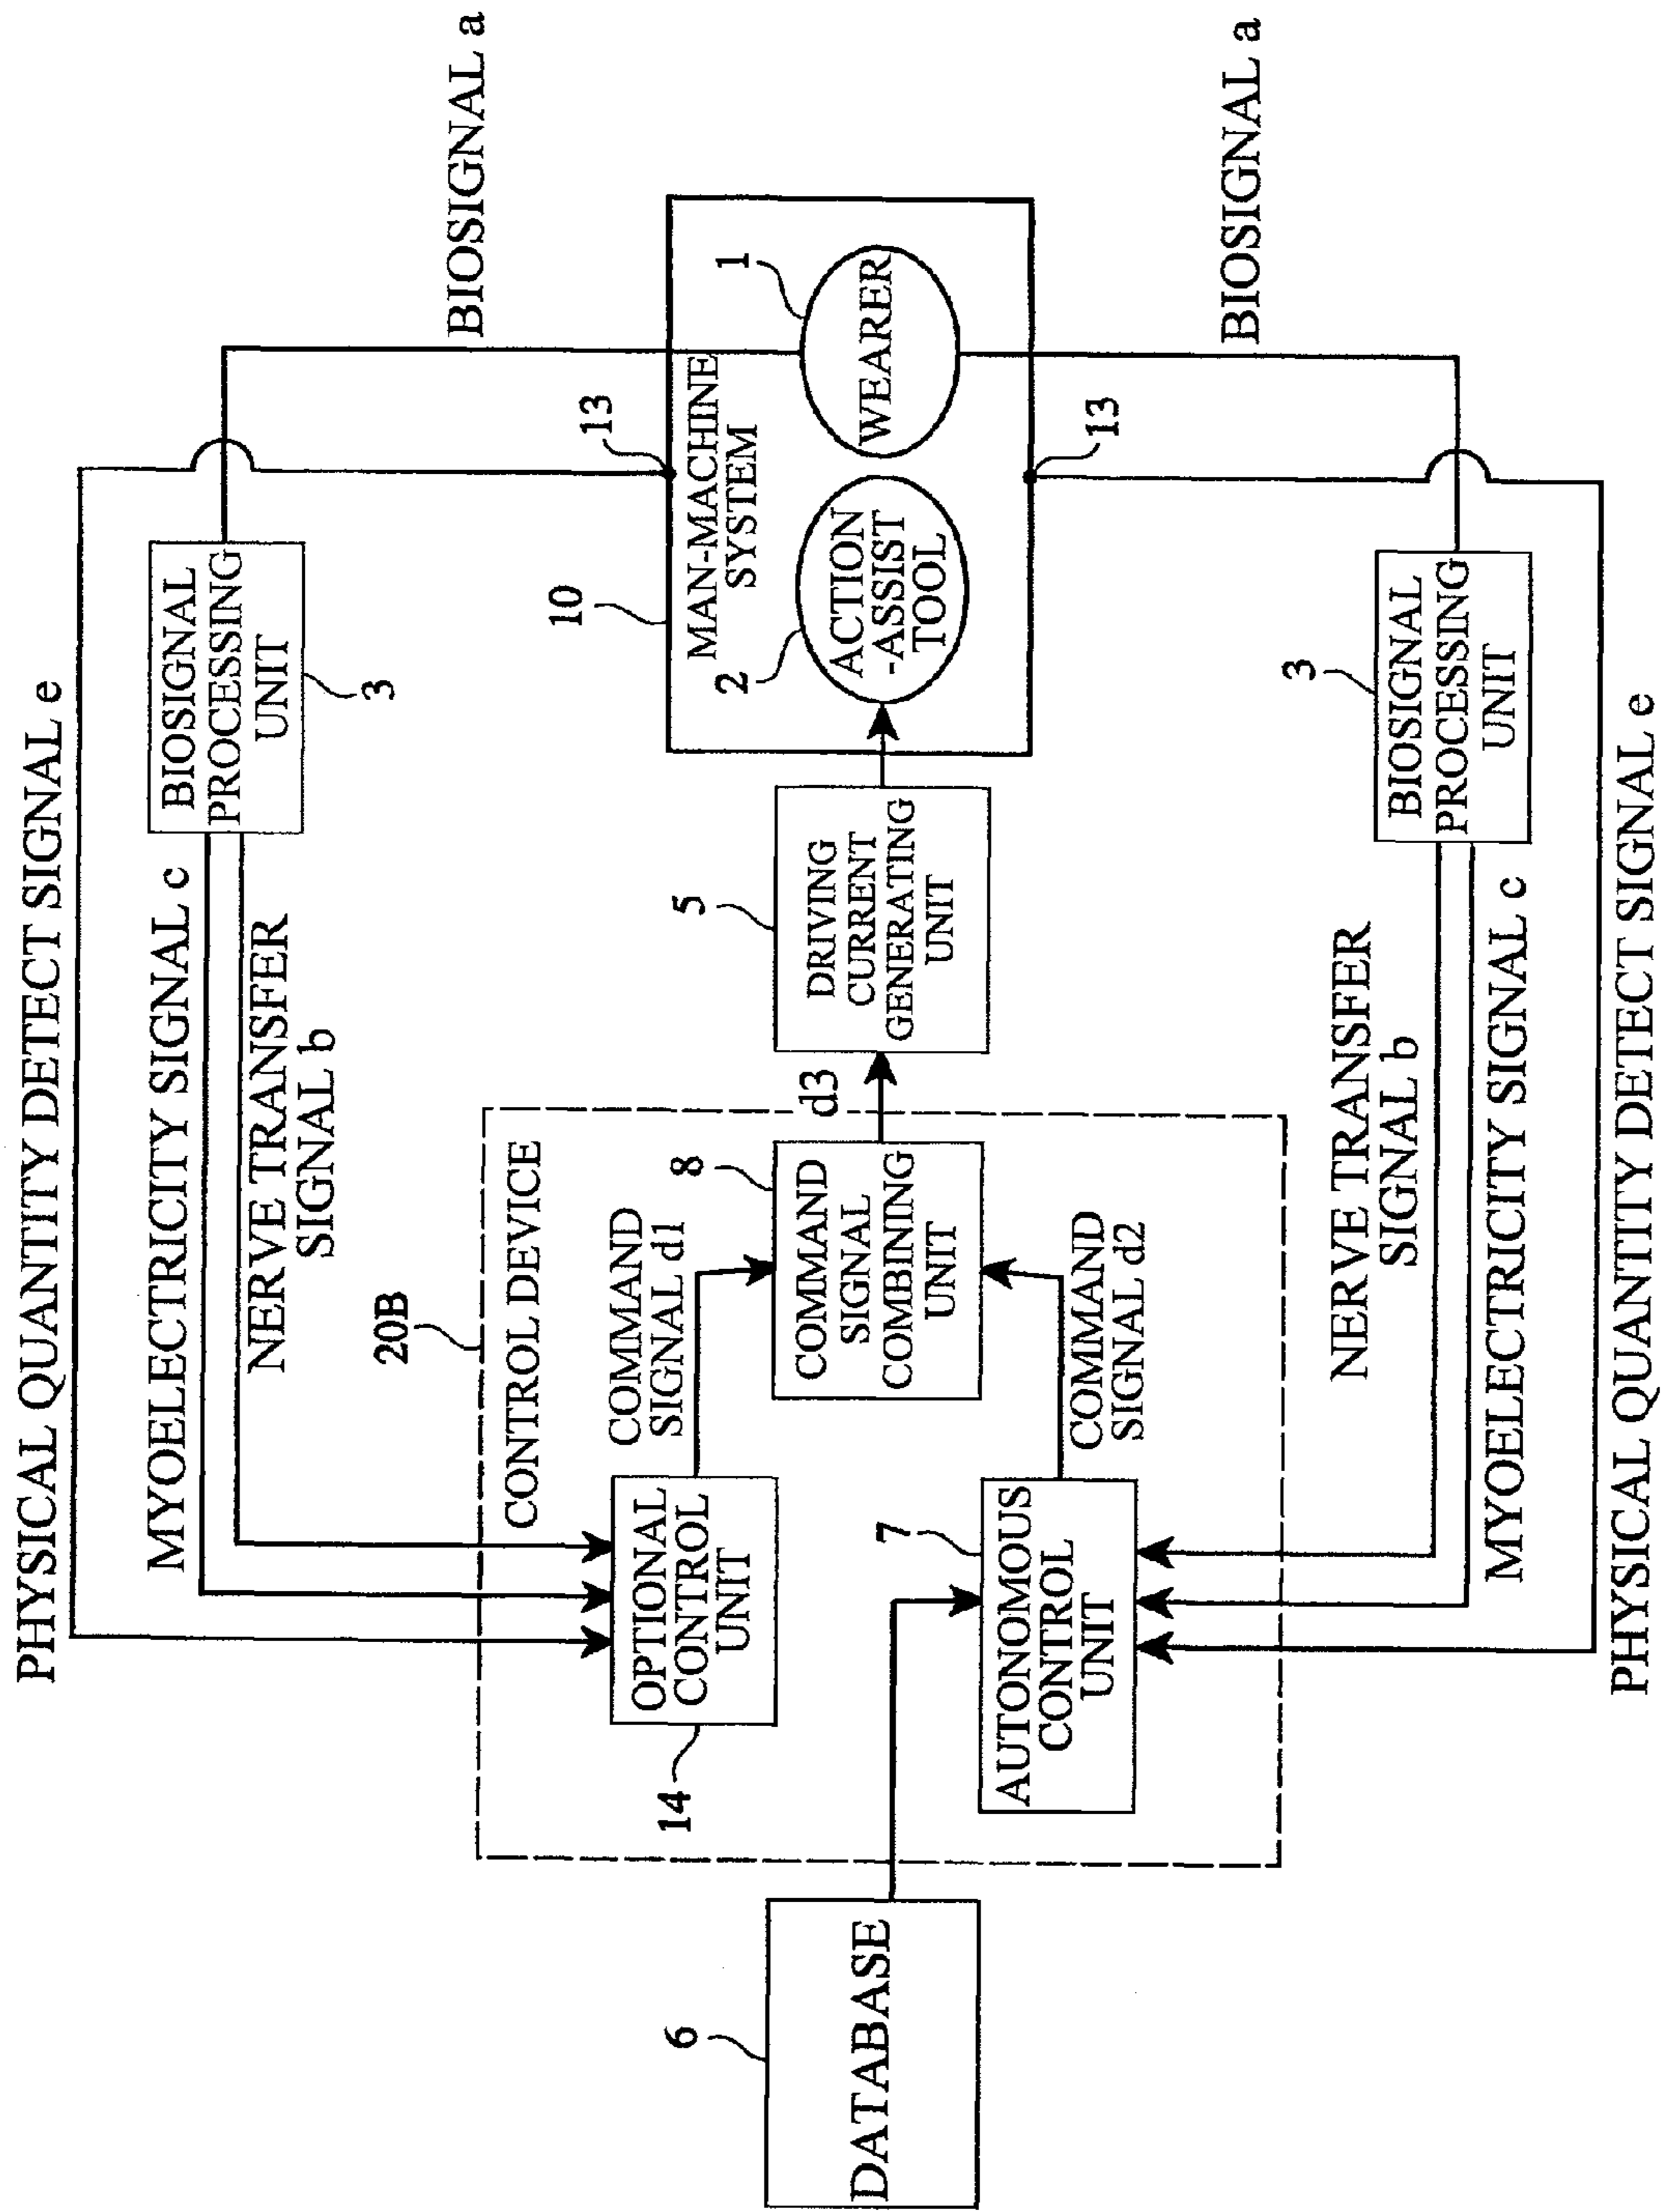 PHYSICAL QUANTITY DETECT SIGNAL e
MYOELECTRICITY SIGNAL c
NERVE TRANSFER
SIGNAL b
BIOSIGNAL
PROCESSING
UNIT
3
BIOSIGNAL a
20B
CONTROL DEVICE
14
OPTIONAL
CONTROL
UNIT
COMMAND
SIGNAL d1
8
COMMAND
SIGNAL
COMBINING
UNIT
d3
5
DRIVING
CURRENT
GENERATING
UNIT
10
13
MAN-MACHINE
SYSTEM
2
ACTION
-ASSIST
TOOL
1
WEARER
13
6
DATABASE
7
AUTONOMOUS
CONTROL
UNIT
COMMAND
SIGNAL d2
NERVE TRANSFER
SIGNAL b
3
BIOSIGNAL
PROCESSING
UNIT
BIOSIGNAL a
MYOELECTRICITY SIGNAL c
PHYSICAL QUANTITY DETECT SIGNAL e